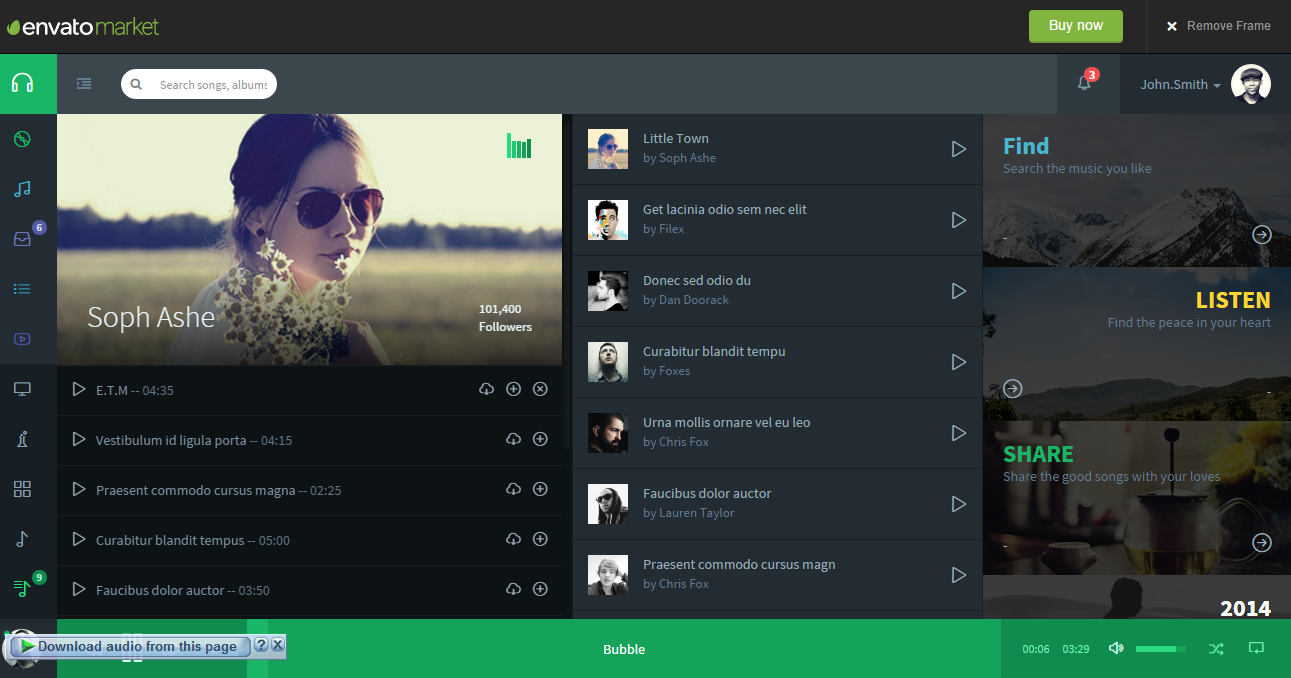 envato market
Buy now
Remove Frame
Search songs, albums
3
John.Smith
6
9
Soph Ashe
101,400
Followers
E.T.M -- 04:35
Vestibulum id ligula porta -- 04:15
Praesent commodo cursus magna -- 02:25
Curabitur blandit tempus -- 05:00
Faucibus dolor auctor -- 03:50
Little Town
by Soph Ashe
Get lacinia odio sem nec elit
by Filex
Donec sed odio du
by Dan Doorack
Curabitur blandit tempu
by Foxes
Urna mollis ornare vel eu leo
by Chris Fox
Faucibus dolor auctor
by Lauren Taylor
Praesent commodo cursus magn
by Chris Fox
Find
Search the music you like
-
LISTEN
Find the peace in your heart
-
SHARE
Share the good songs with your loves
-
2014
Download audio from this page ? X
Bubble
00:06 03:29